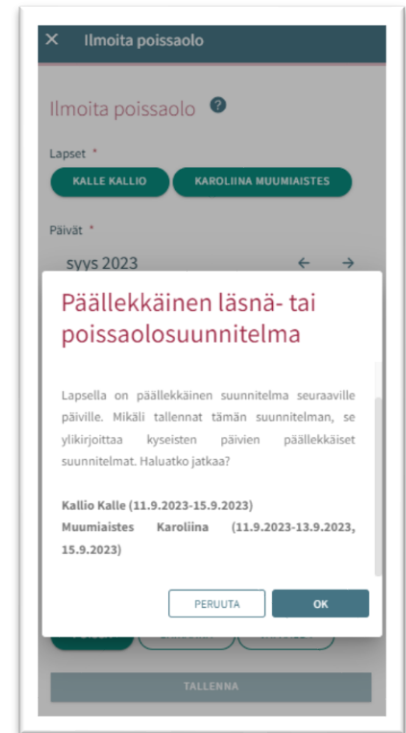 × Ilmoita poissaolo
Ilmoita poissaolo ?
Lapset *
KALLE KALLIO KAROLIINA MUUMIAISTES
Päivät *
syys 2023 ← →
Päällekkäinen läsnä- tai
poissaolosuunnitelma
Lapsella on päällekkäinen suunnitelma seuraaville
päiville. Mikäli tallennat tämän suunnitelman, se
ylikirjoittaa kyseisten päivien päällekkäiset
suunnitelmat. Haluatko jatkaa?
Kallio Kalle (11.9.2023-15.9.2023)
Muumiaistes Karoliina (11.9.2023-13.9.2023,
15.9.2023)
PERUUTA OK
TALLENNA